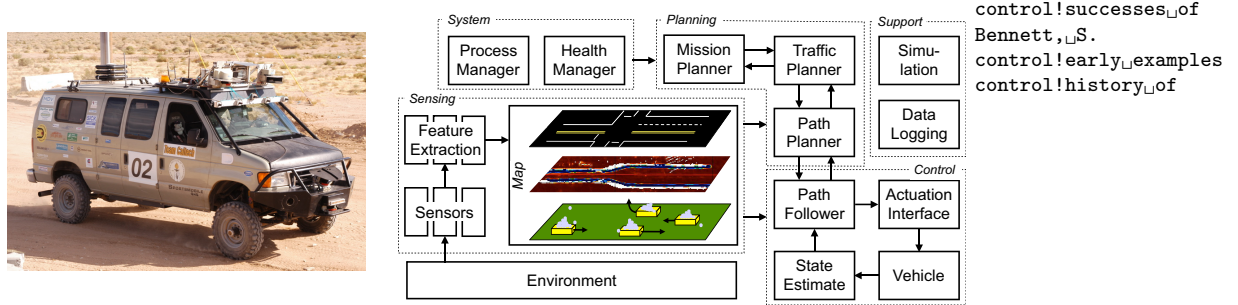 02
System
Process
Manager
Health
Manager
Planning
Mission
Planner
Traffic
Planner
Path
Planner
Support
Simu-
lation
Data
Logging
Sensing
Feature
Extraction
Sensors
Map
Environment
Control
Path
Follower
Actuation
Interface
State
Estimate
Vehicle
control!successes␣of
Bennett,␣S.
control!early␣examples
control!history␣of